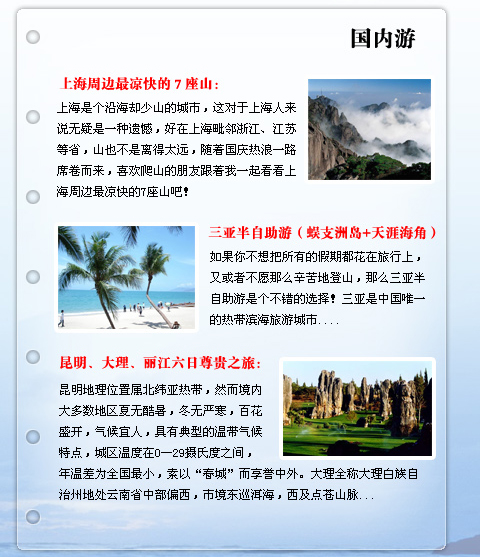 国内游
上海周边最凉快的 7 座山：
上海是个沿海却少山的城市，这对于上海人来
说无疑是一种遗憾，好在上海毗邻浙江、江苏
等省，山也不是离得太远，随着国庆热浪一路
席卷而来，喜欢爬山的朋友跟着我一起看看上
海周边最凉快的7座山吧！
三亚半自助游（蜈支洲岛+天涯海角）
如果你不想把所有的假期都花在旅行上，
又或者不愿那么辛苦地登山，那么三亚半
自助游是个不错的选择！三亚是中国唯一
的热带滨海旅游城市....
昆明、大理、丽江六日尊贵之旅：
昆明地理位置属北纬亚热带，然而境内
大多数地区夏无酷暑，冬无严寒，百花
盛开，气候宜人，具有典型的温带气候
特点，城区温度在0—29摄氏度之间，
年温差为全国最小，素以“春城”而享誉中外。大理全称大理白族自
治州地处云南省中部偏西，市境东巡洱海，西及点苍山脉...